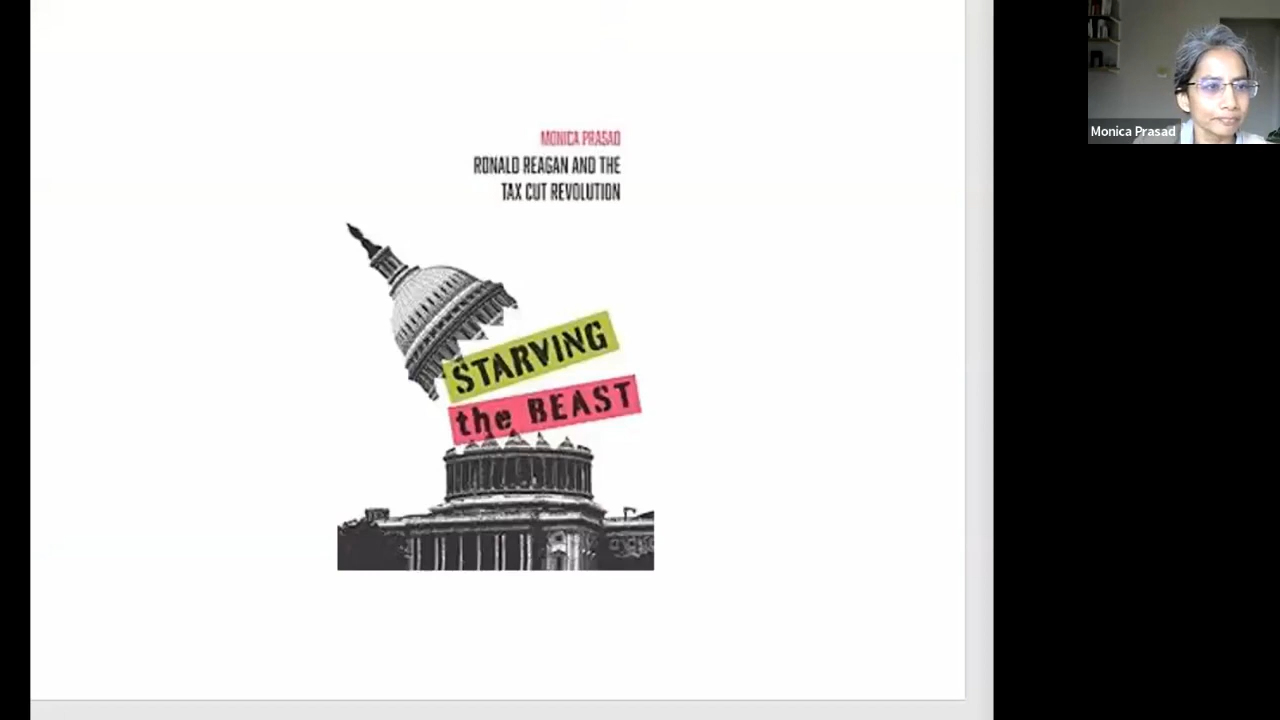 MONICA PRASAD
RONALD REAGAN AND THE
TAX CUT REVOLUTION
STARVING
the BEAST
Monica Prasad